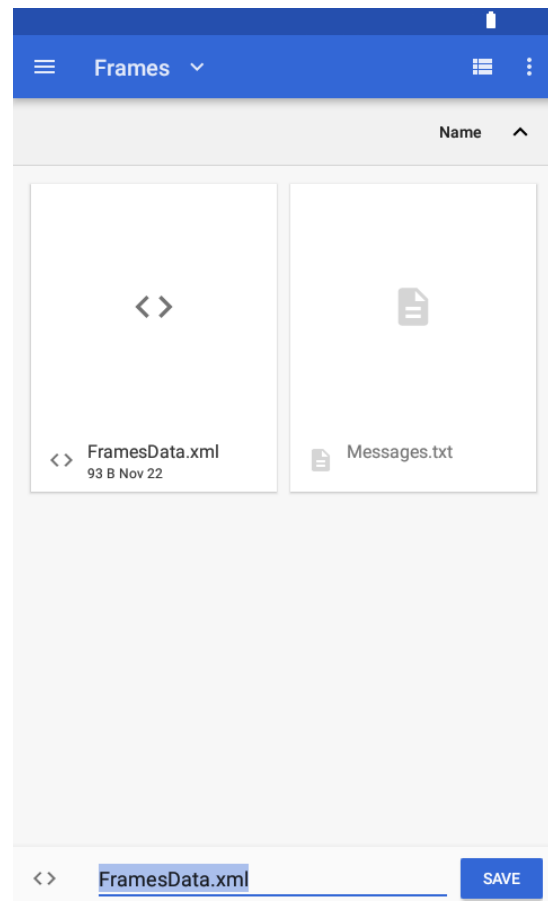 Frames
Name
FramesData.xml
93 B Nov 22
Messages.txt
FramesData.xml
SAVE